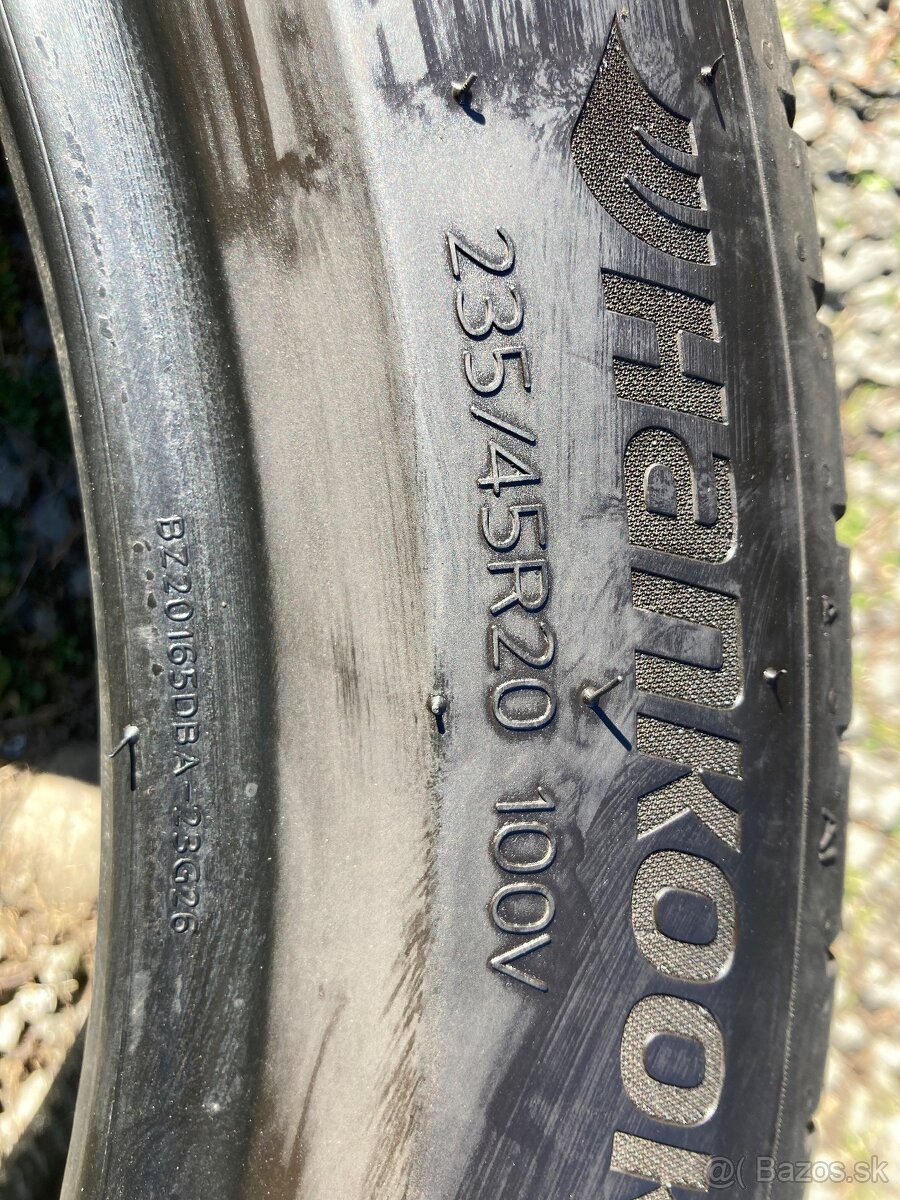 Hankook
235/45R20 100V
BZ20165DBA-23G26
@( Bazos.sk